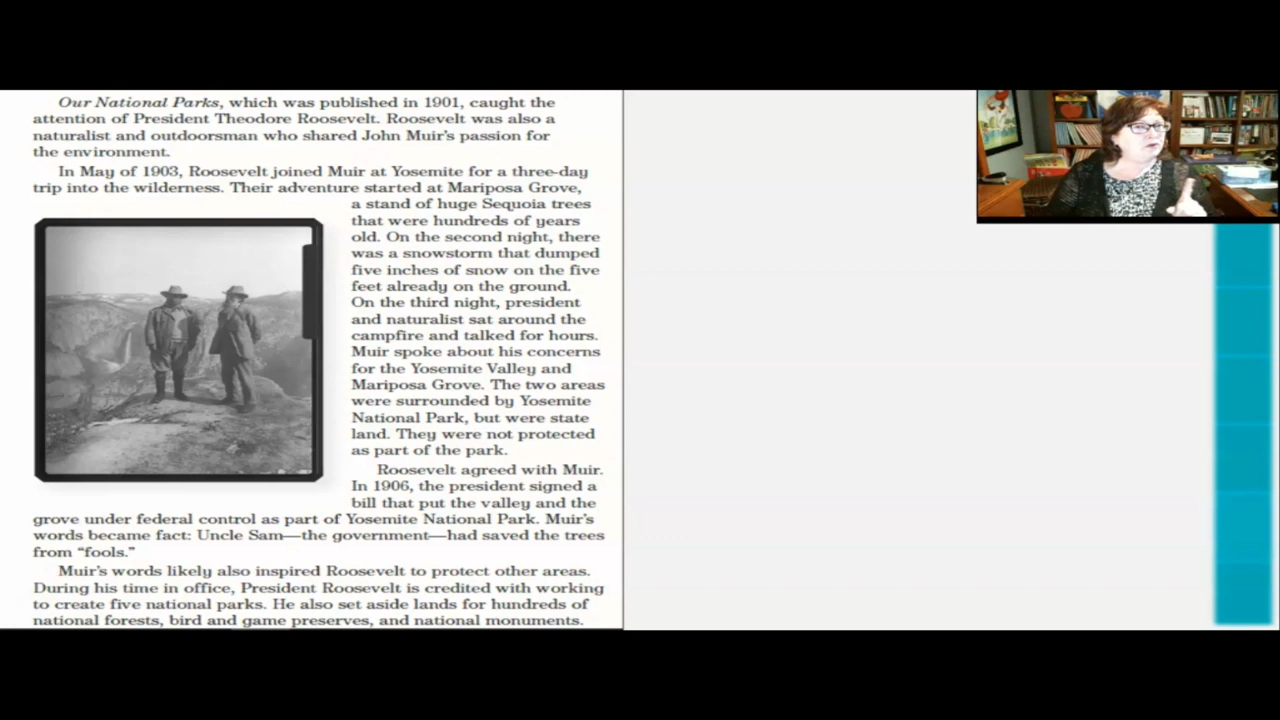 Our National Parks, which was published in 1901, caught the
attention of President Theodore Roosevelt. Roosevelt was also a
naturalist and outdoorsman who shared John Muir's passion for
the environment.
In May of 1903, Roosevelt joined Muir at Yosemite for a three-day
trip into the wilderness. Their adventure started at Mariposa Grove,
a stand of huge Sequoia trees
that were hundreds of years
old. On the second night, there
was a snowstorm that dumped
five inches of snow on the five
feet already on the ground.
On the third night, president
and naturalist sat around the
campfire and talked for hours.
Muir spoke about his concerns
for the Yosemite Valley and
Mariposa Grove. The two areas
were surrounded by Yosemite
National Park, but were state
land. They were not protected
as part of the park.
Roosevelt agreed with Muir.
In 1906, the president signed a
bill that put the valley and the
grove under federal control as part of Yosemite National Park. Muir's
words became fact: Uncle Sam—the government—had saved the trees
from "fools."
Muir's words likely also inspired Roosevelt to protect other areas.
During his time in office, President Roosevelt is credited with working
to create five national parks. He also set aside lands for hundreds of
national forests, bird and game preserves, and national monuments.